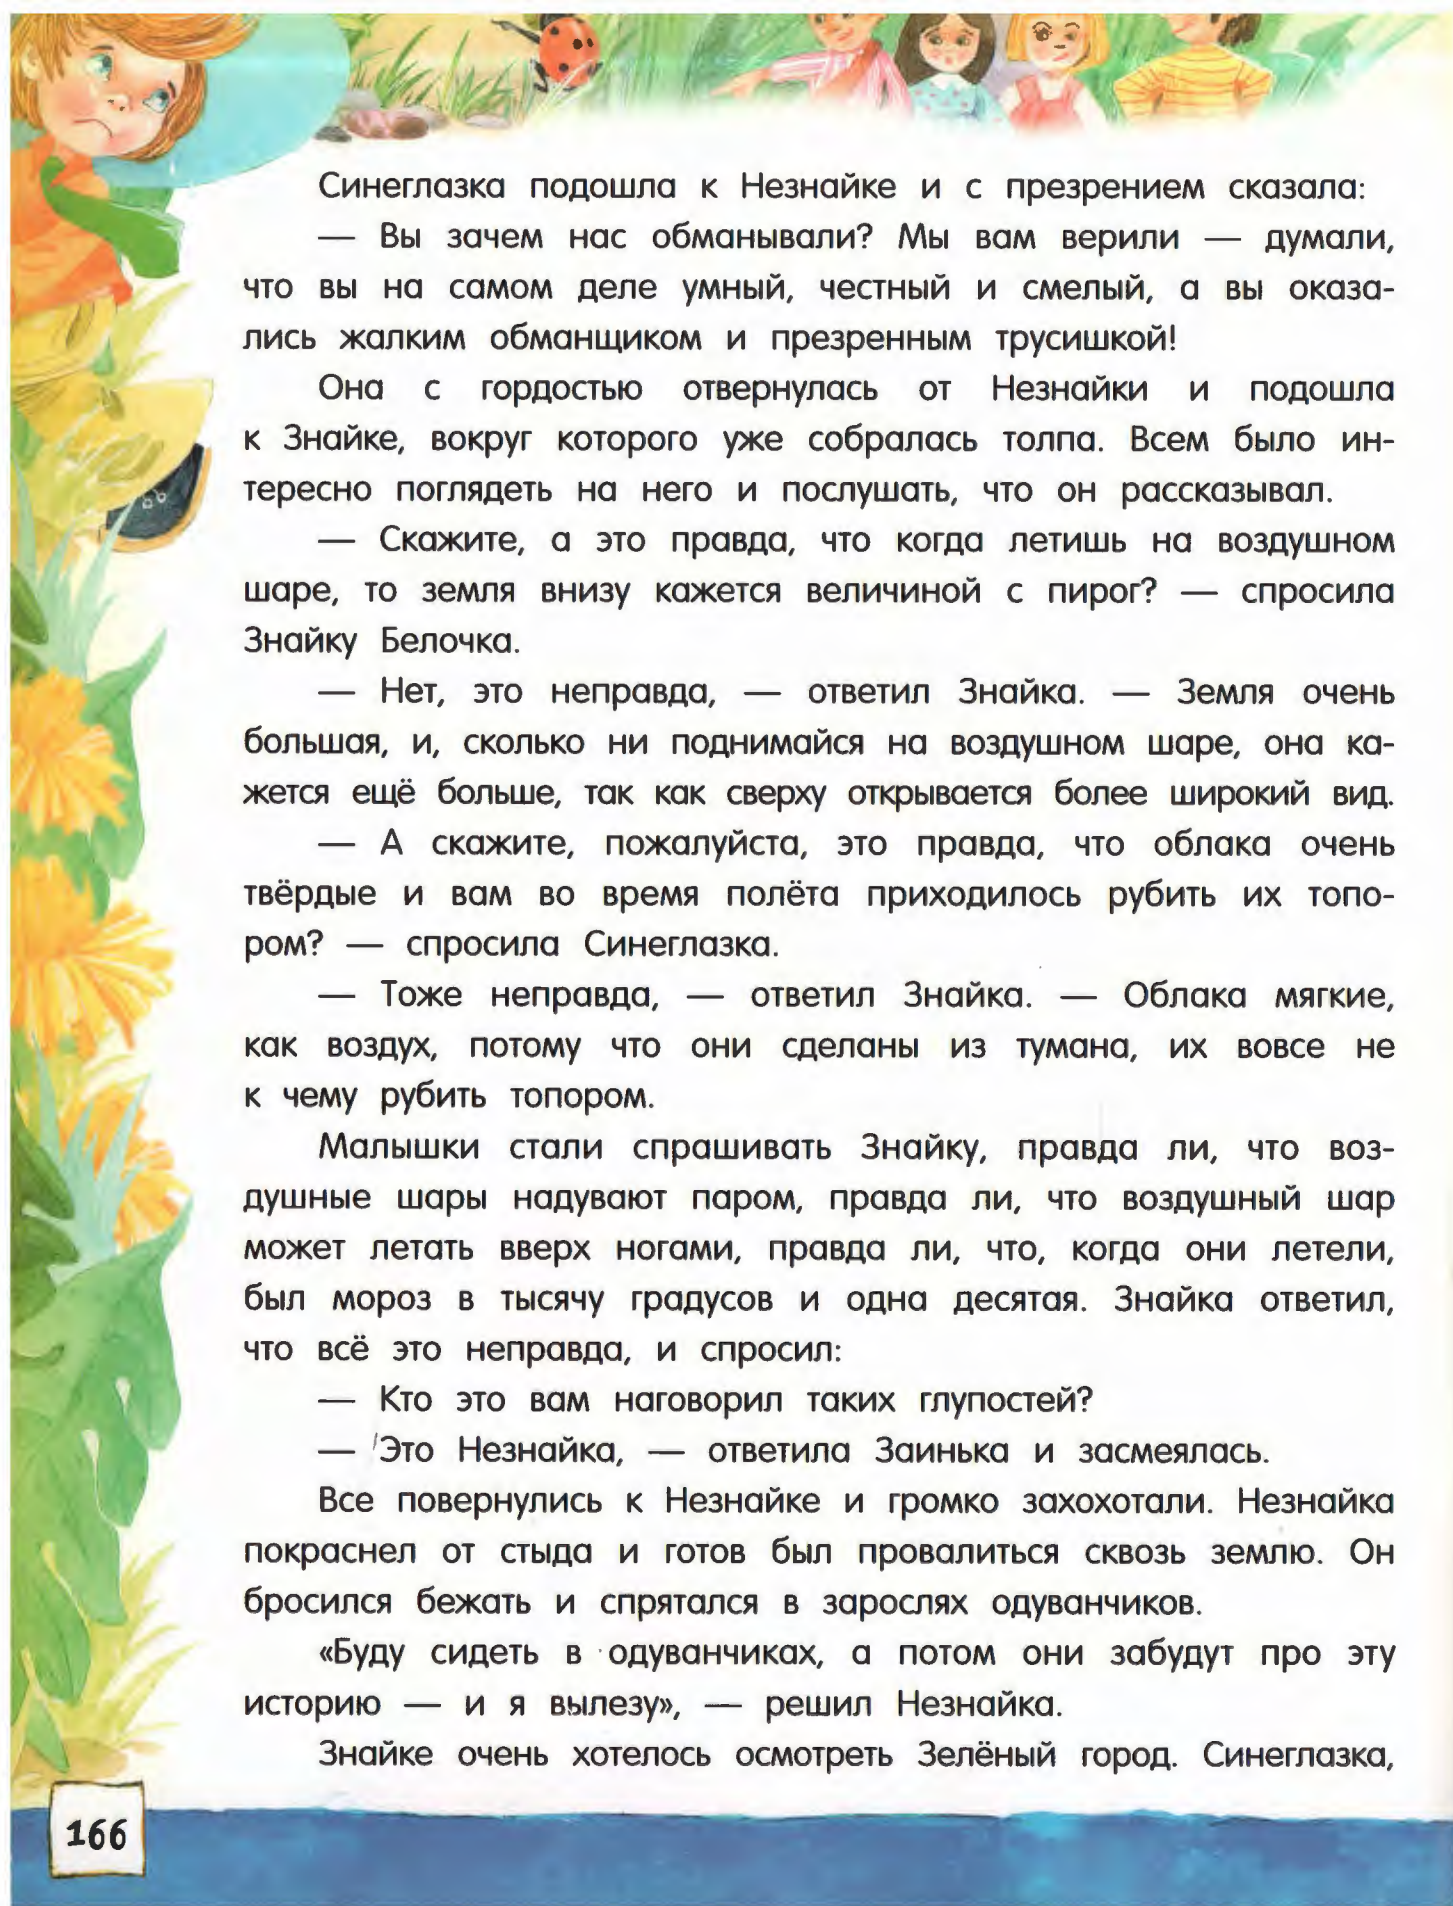 Синеглазка подошла к Незнайке и с презрением сказала:
— Вы зачем нас обманывали? Мы вам верили — думали,
что вы на самом деле умный, честный и смелый, а вы оказа-
лись жалким обманщиком и презренным трусишкой!
Она с гордостью отвернулась от Незнайки и подошла
к Знайке, вокруг которого уже собралась толпа. Всем было ин-
тересно поглядеть на него и послушать, что он рассказывал.
— Скажите, а это правда, что когда летишь на воздушном
шаре, то земля внизу кажется величиной с пирог? — спросила
Знайку Белочка.
— Нет, это неправда, — ответил Знайка. — Земля очень
большая, и, сколько ни поднимайся на воздушном шаре, она ка-
жется ещё больше, так как сверху открывается более широкий вид.
— А скажите, пожалуйста, это правда, что облака очень
твёрдые и вам во время полёта приходилось рубить их топо-
ром? — спросила Синеглазка.
— Тоже неправда, — ответил Знайка. — Облака мягкие,
как воздух, потому что они сделаны из тумана, их вовсе не
к чему рубить топором.
Малышки стали спрашивать Знайку, правда ли, что воз-
душные шары надувают паром, правда ли, что воздушный шар
может летать вверх ногами, правда ли, что, когда они летели,
был мороз в тысячу градусов и одна десятая. Знайка ответил,
что всё это неправда, и спросил:
— Кто это вам наговорил таких глупостей?
— Это Незнайка, — ответила Заинька и засмеялась.
Все повернулись к Незнайке и громко захохотали. Незнайка
покраснел от стыда и готов был провалиться сквозь землю. Он
бросился бежать и спрятался в зарослях одуванчиков.
«Буду сидеть в одуванчиках, а потом они забудут про эту
историю — и я вылезу», — решил Незнайка.
Знайке очень хотелось осмотреть Зелёный город. Синеглазка,
166